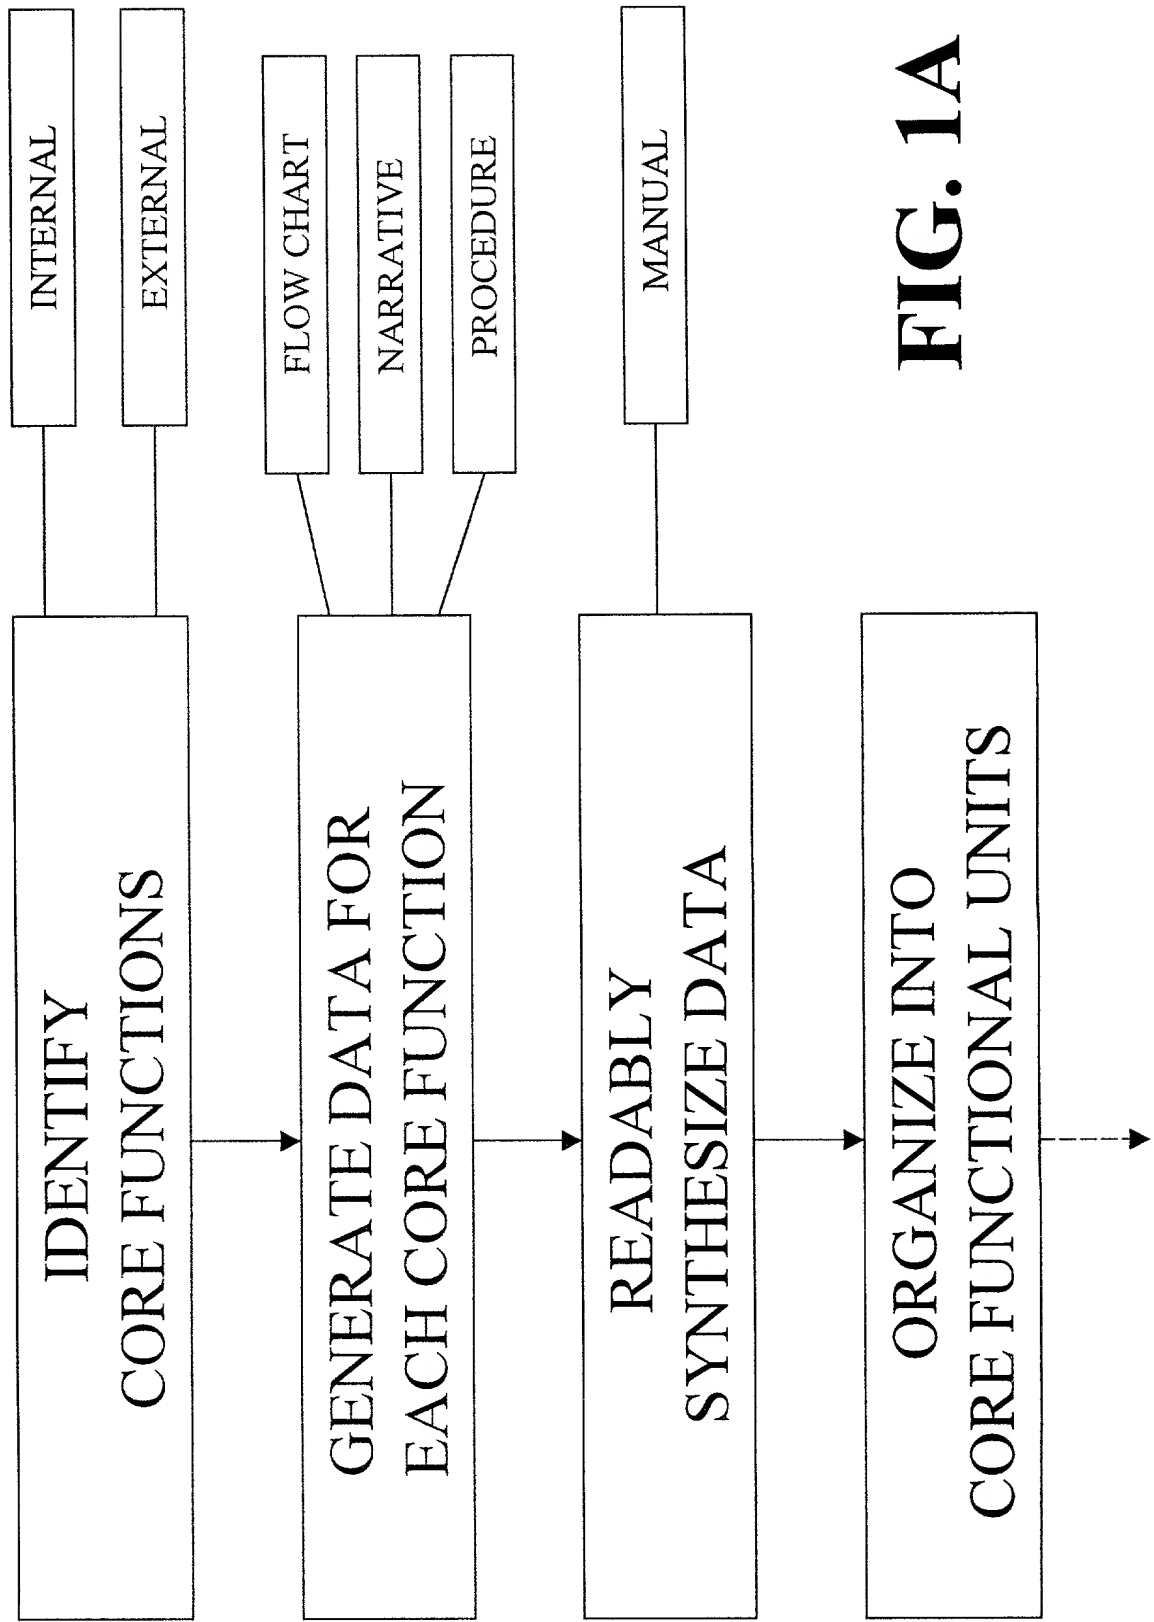 IDENTIFY
CORE FUNCTIONS
INTERNAL
EXTERNAL
GENERATE DATA FOR
EACH CORE FUNCTION
FLOW CHART
NARRATIVE
PROCEDURE
READABLY
SYNTHESIZE DATA
MANUAL
ORGANIZE INTO
CORE FUNCTIONAL UNITS
FIG. 1A